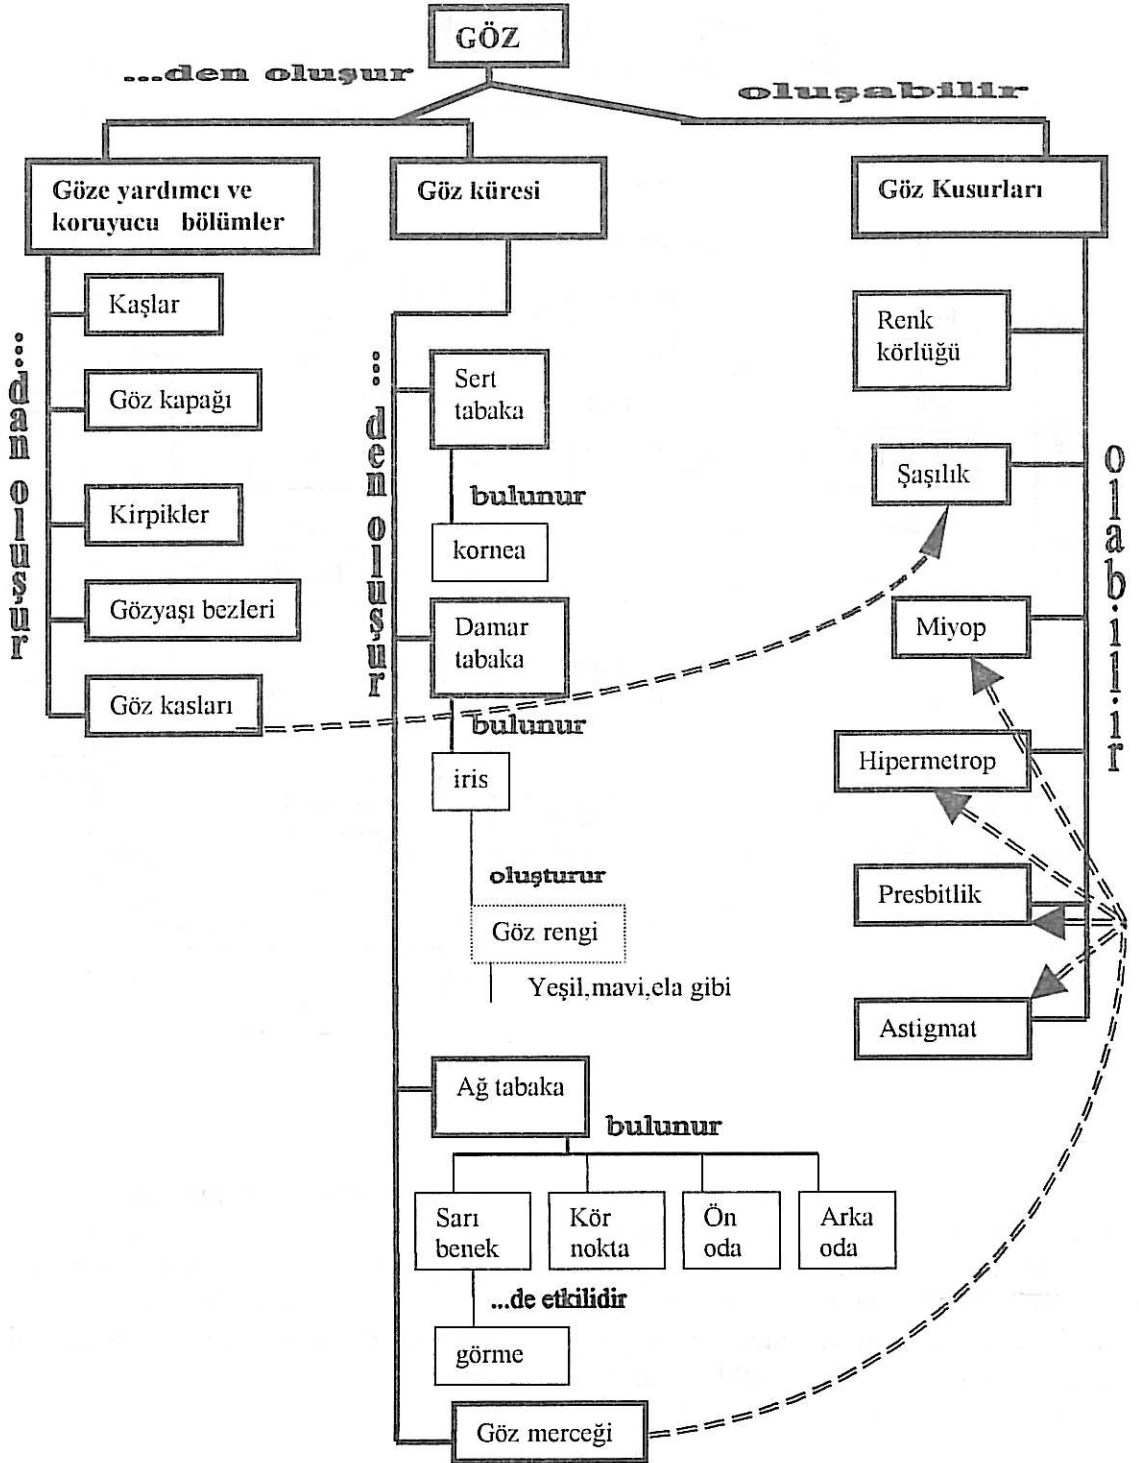 GÖZ
...den oluşur
oluşabilir
Göze yardımcı ve
koruyucu bölümler
Göz küresi
Göz Kusurları
...dan oluşur
Kaşlar
Göz kapağı
Kirpikler
Gözyaşı bezleri
Göz kasları
... den oluşur
Sert
tabaka
bulunur
kornea
Damar
tabaka
bulunur
iris
oluşturur
Göz rengi
Yeşil,mavi,ela gibi
Ağ tabaka
bulunur
Sarı
benek
Kör
nokta
Ön
oda
Arka
oda
...de etkilidir
görme
Göz merceği
olabilir
Renk
körlüğü
Şaşılık
Miyop
Hipermetrop
Presbitlik
Astigmat